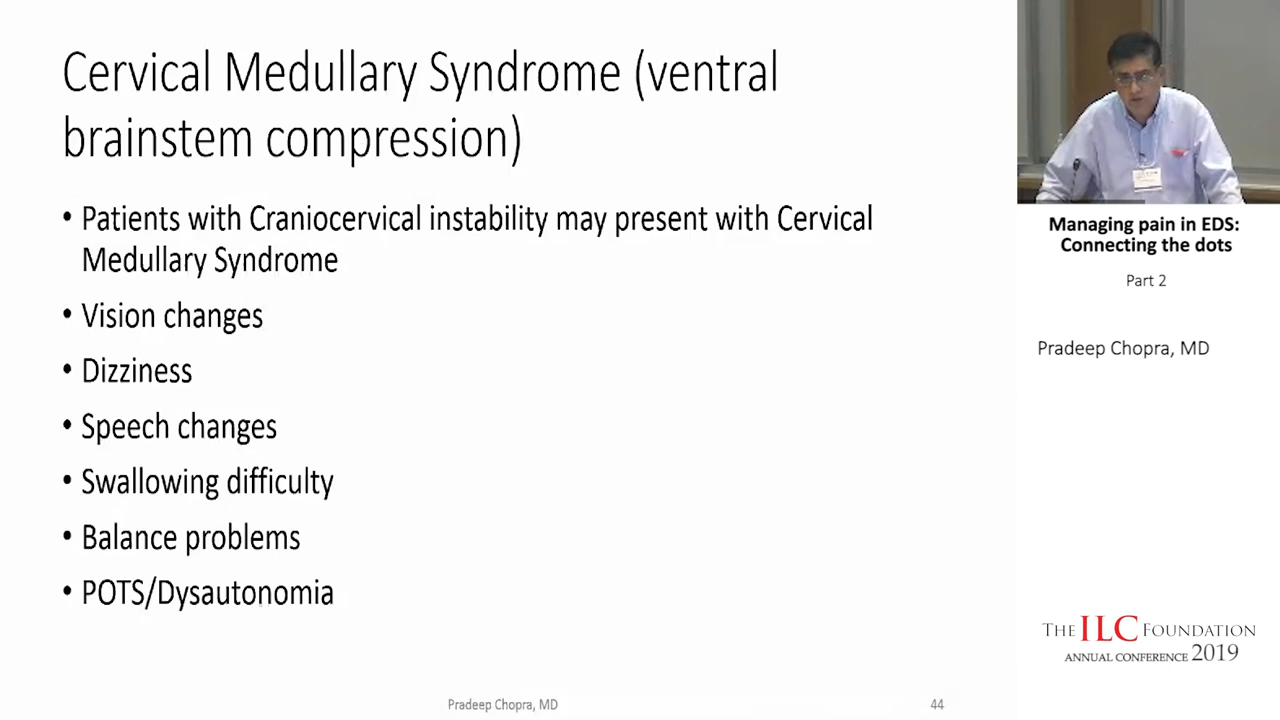 Cervical Medullary Syndrome (ventral
brainstem compression)
• Patients with Craniocervical instability may present with Cervical
Medullary Syndrome
• Vision changes
• Dizziness
• Speech changes
• Swallowing difficulty
• Balance problems
• POTS/Dysautonomia
Pradeep Chopra, MD
44
Managing pain in EDS:
Connecting the dots
Part 2
Pradeep Chopra, MD
THE ILC FOUNDATION
ANNUAL CONFERENCE 2019